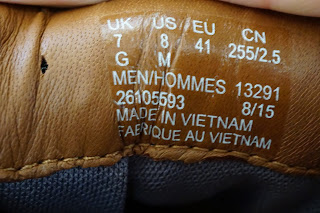 UK US EU CN
7 8 41 255/2.5
G M
MEN/HOMMES 13291
26105593 8/15
MADE IN VIETNAM
FABRIQUE AU VIETNAM